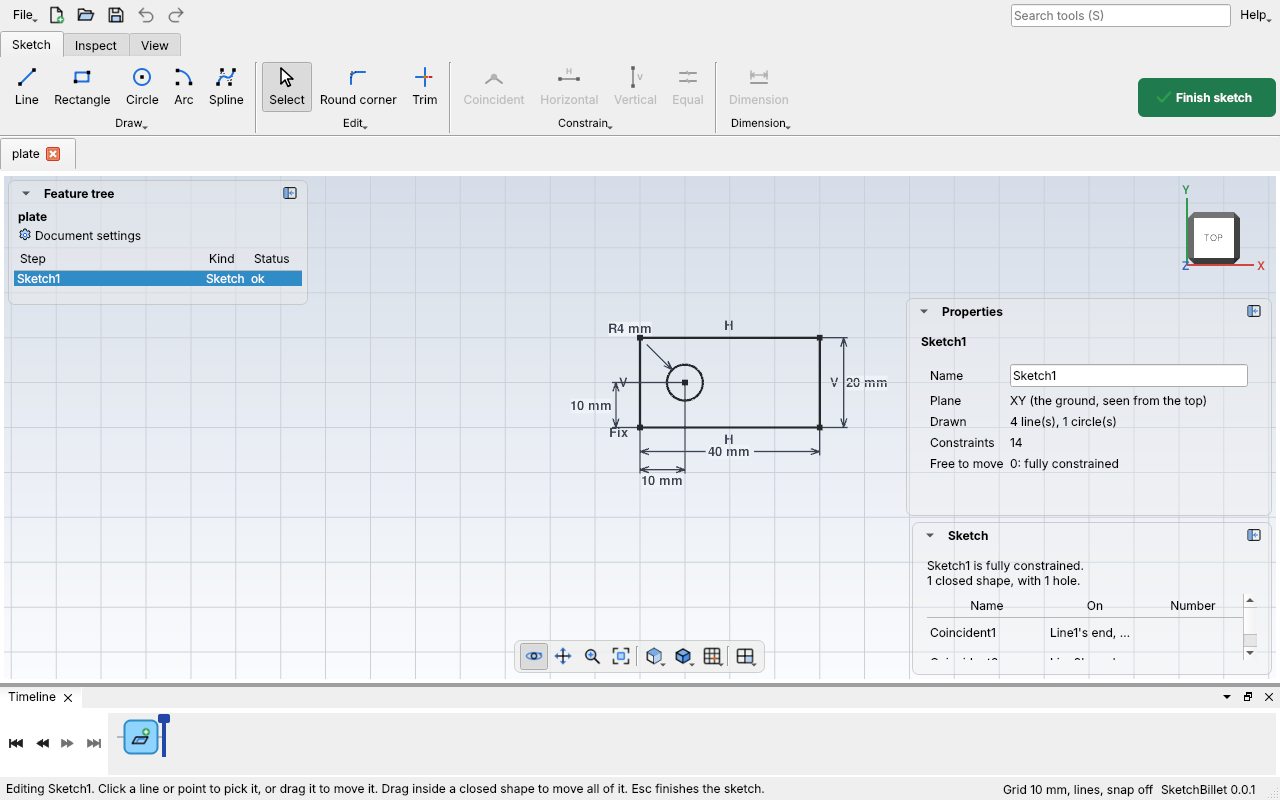 File
Search tools (S)
Help
Sketch
Inspect
View
Line
Rectangle
Circle
Arc
Spline
Select
Round corner
Trim
Coincident
Horizontal
Vertical
Equal
Dimension
Finish sketch
Draw
Edit
Constrain
Dimension
plate
Feature tree
plate
Document settings
Step Kind Status
Sketch1 Sketch ok
Y
TOP
Z
X
R4 mm
H
V
V
20 mm
10 mm
Fix
H
40 mm
10 mm
Properties
Sketch1
Name Sketch1
Plane XY (the ground, seen from the top)
Drawn 4 line(s), 1 circle(s)
Constraints 14
Free to move 0: fully constrained
Sketch
Sketch1 is fully constrained.
1 closed shape, with 1 hole.
Name On Number
Coincident1 Line1's end, ...
Timeline
Editing Sketch1. Click a line or point to pick it, or drag it to move it. Drag inside a closed shape to move all of it. Esc finishes the sketch.
Grid 10 mm, lines, snap off SketchBillet 0.0.1